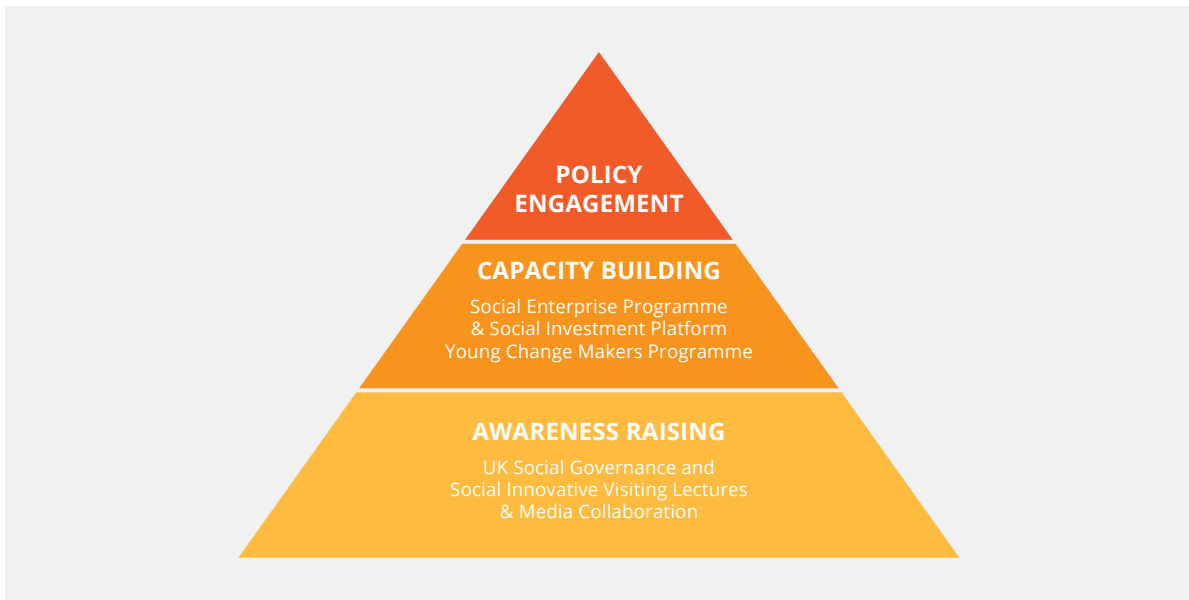 POLICY
ENGAGEMENT
CAPACITY BUILDING
Social Enterprise Programme
& Social Investment Platform
Young Change Makers Programme
AWARENESS RAISING
UK Social Governance and
Social Innovative Visiting Lectures
& Media Collaboration